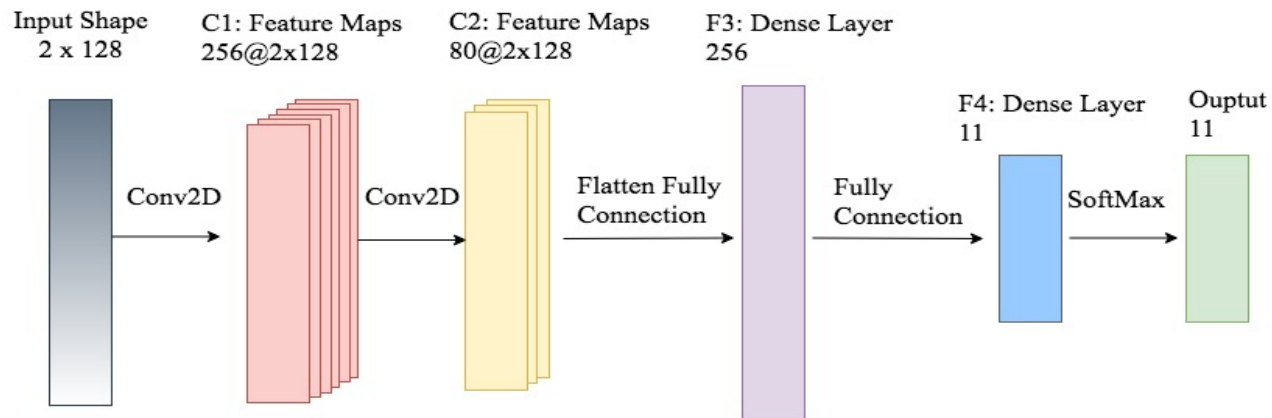 Input Shape
2 x 128
C1: Feature Maps
256@2x128
C2: Feature Maps
80@2x128
F3: Dense Layer
256
F4: Dense Layer
11
Ouptut
11
Conv2D
Conv2D
Flatten Fully
Connection
Fully
Connection
SoftMax